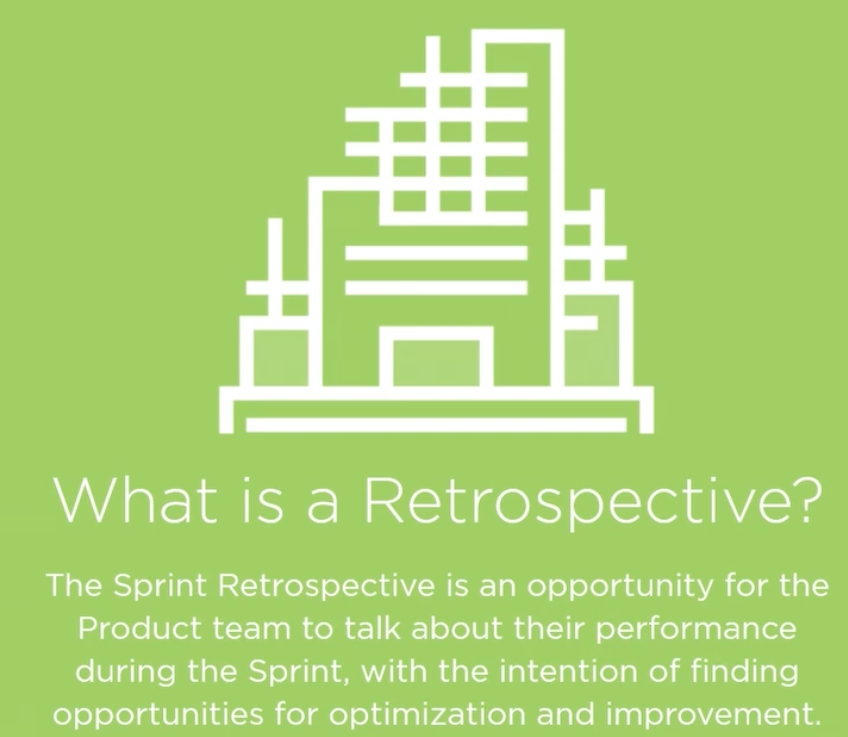 What is a Retrospective?
The Sprint Retrospective is an opportunity for the
Product team to talk about their performance
during the Sprint, with the intention of finding
opportunities for optimization and improvement.